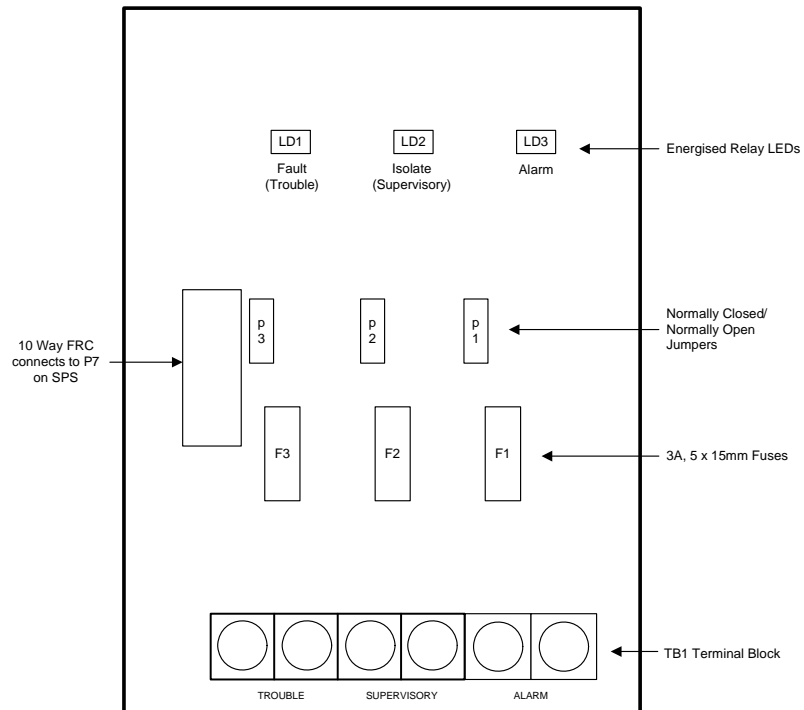 LD1
LD2
LD3
Energised Relay LEDs
Fault
(Trouble)
Isolate
(Supervisory)
Alarm
10 Way FRC
connects to P7
on SPS
p
3
p
2
p
1
Normally Closed/
Normally Open
Jumpers
F3
F2
F1
3A, 5 x 15mm Fuses
TB1 Terminal Block
TROUBLE
SUPERVISORY
ALARM